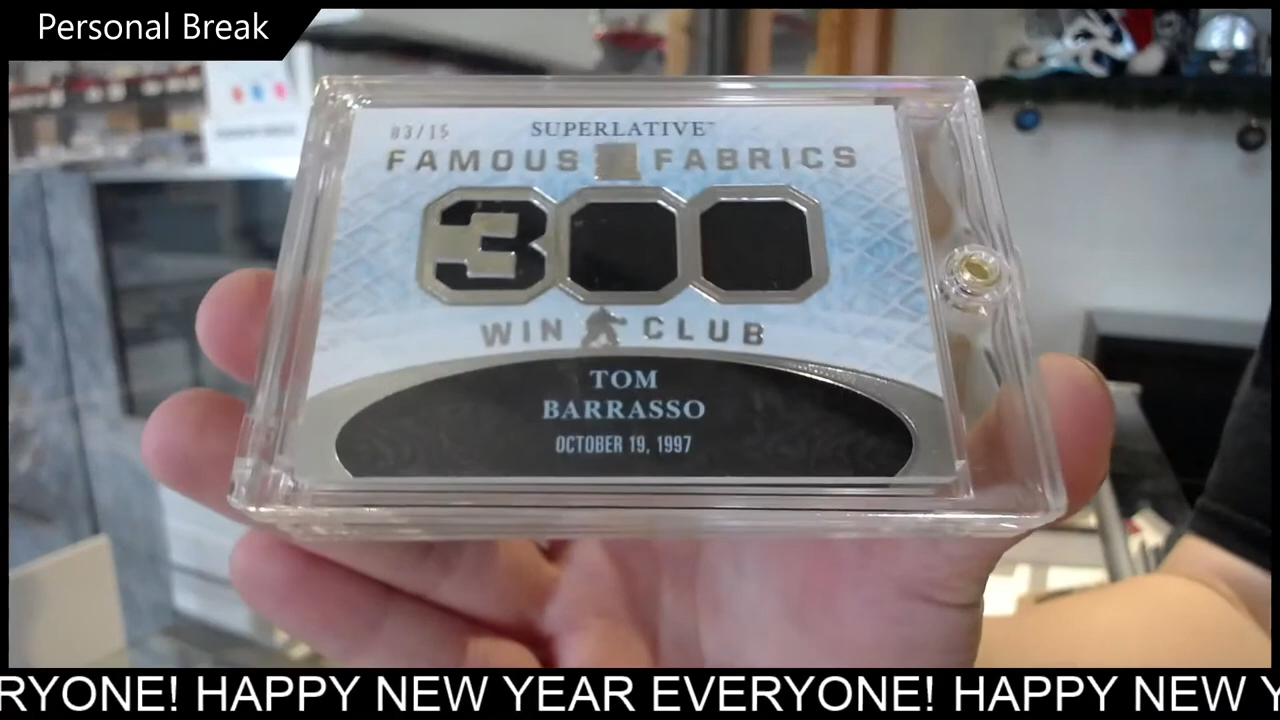 Personal Break
03/15
SUPERLATIVE™
FAMOUS FABRICS
300
WIN CLUB
TOM
BARRASSO
OCTOBER 19, 1997
RYONE! HAPPY NEW YEAR EVERYONE! HAPPY NEW Y